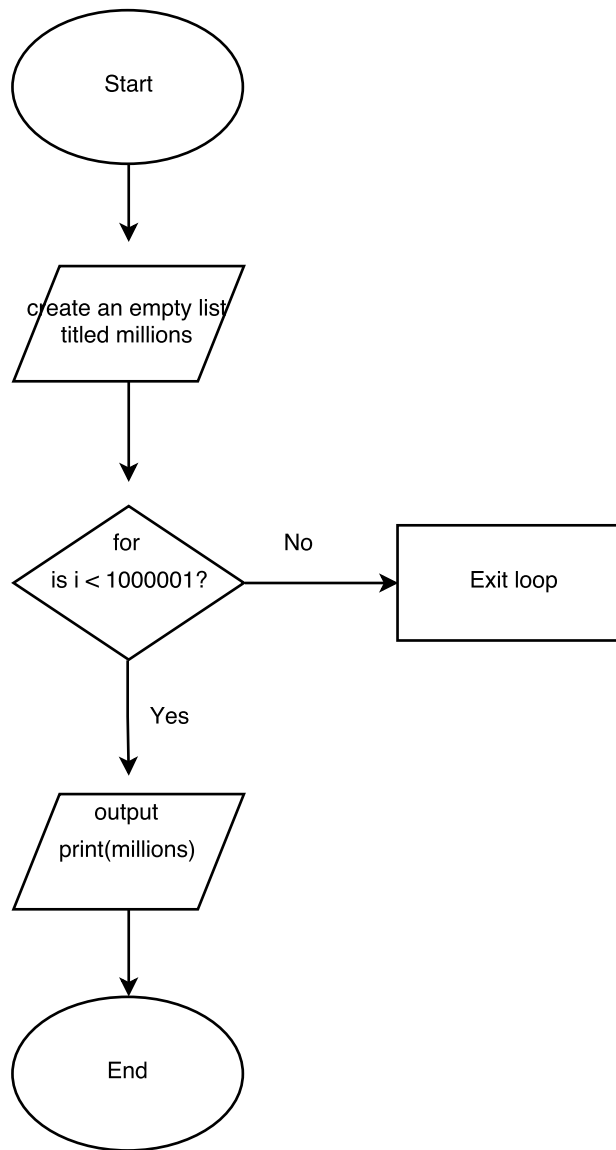 Start
create an empty list
titled millions
for
is i < 1000001?
No
Exit loop
Yes
output
print(millions)
End